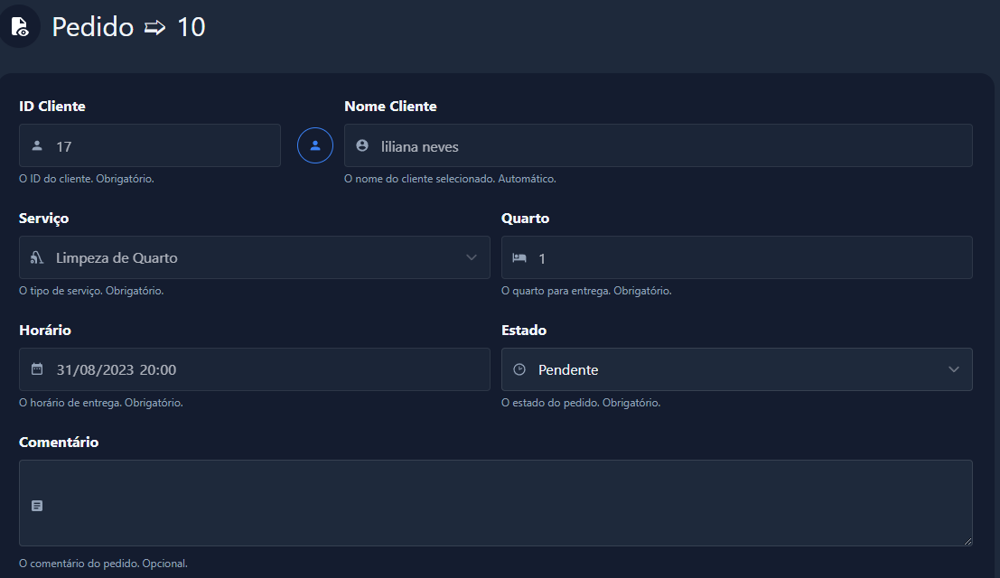 Pedido ⇨ 10
ID Cliente
17
O ID do cliente. Obrigatório.
Nome Cliente
liliana neves
O nome do cliente selecionado. Automático.
Serviço
Limpeza de Quarto
O tipo de serviço. Obrigatório.
Quarto
1
O quarto para entrega. Obrigatório.
Horário
31/08/2023 20:00
O horário de entrega. Obrigatório.
Estado
Pendente
O estado do pedido. Obrigatório.
Comentário
O comentário do pedido. Opcional.